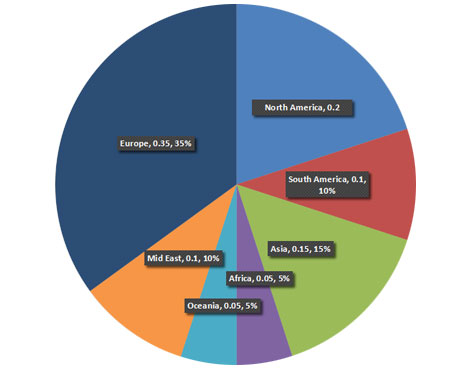 North America, 0.2
Europe, 0.35, 35%
South America, 0.1,
10%
Asia, 0.15, 15%
Mid East, 0.1, 10%
Africa, 0.05, 5%
Oceania, 0.05, 5%